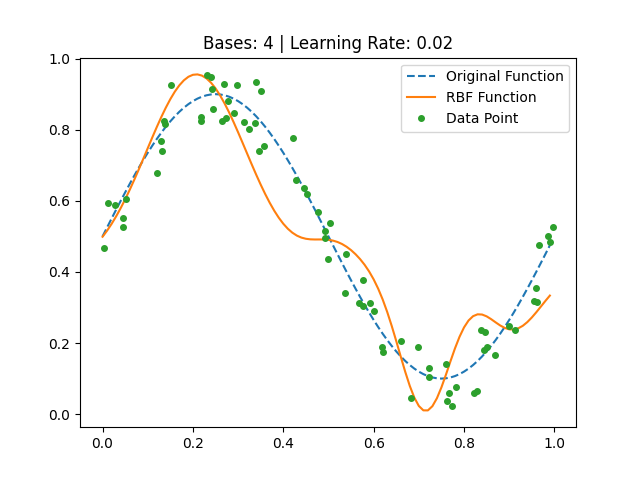 Bases: 4 | Learning Rate: 0.02
Original Function
RBF Function
Data Point
1.0
0.8
0.6
0.4
0.2
0.0
0.0 0.2 0.4 0.6 0.8 1.0